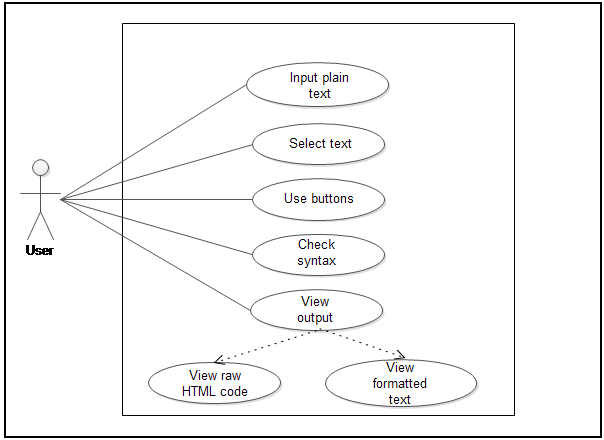 Input plain
text
Select text
Use buttons
Check
syntax
User
View
output
View raw
HTML code
View
formatted
text